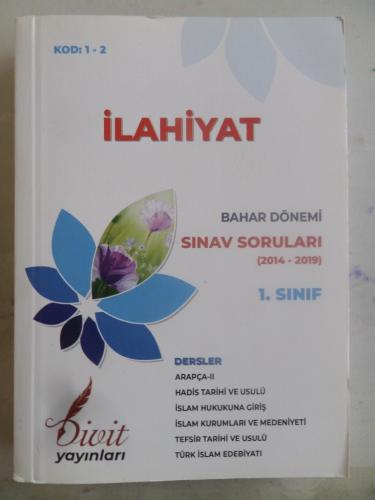 KOD: 1 - 2
İLAHİYAT
BAHAR DÖNEMİ
SINAV SORULARI
(2014 - 2019)
1. SINIF
DERSLER
ARAPÇA-II
HADİS TARİHİ VE USULÜ
İSLAM HUKUKUNA GİRİŞ
İSLAM KURUMLARI VE MEDENİYETİ
TEFSİR TARİHİ VE USULÜ
TÜRK İSLAM EDEBİYATI
Divit
yayınları